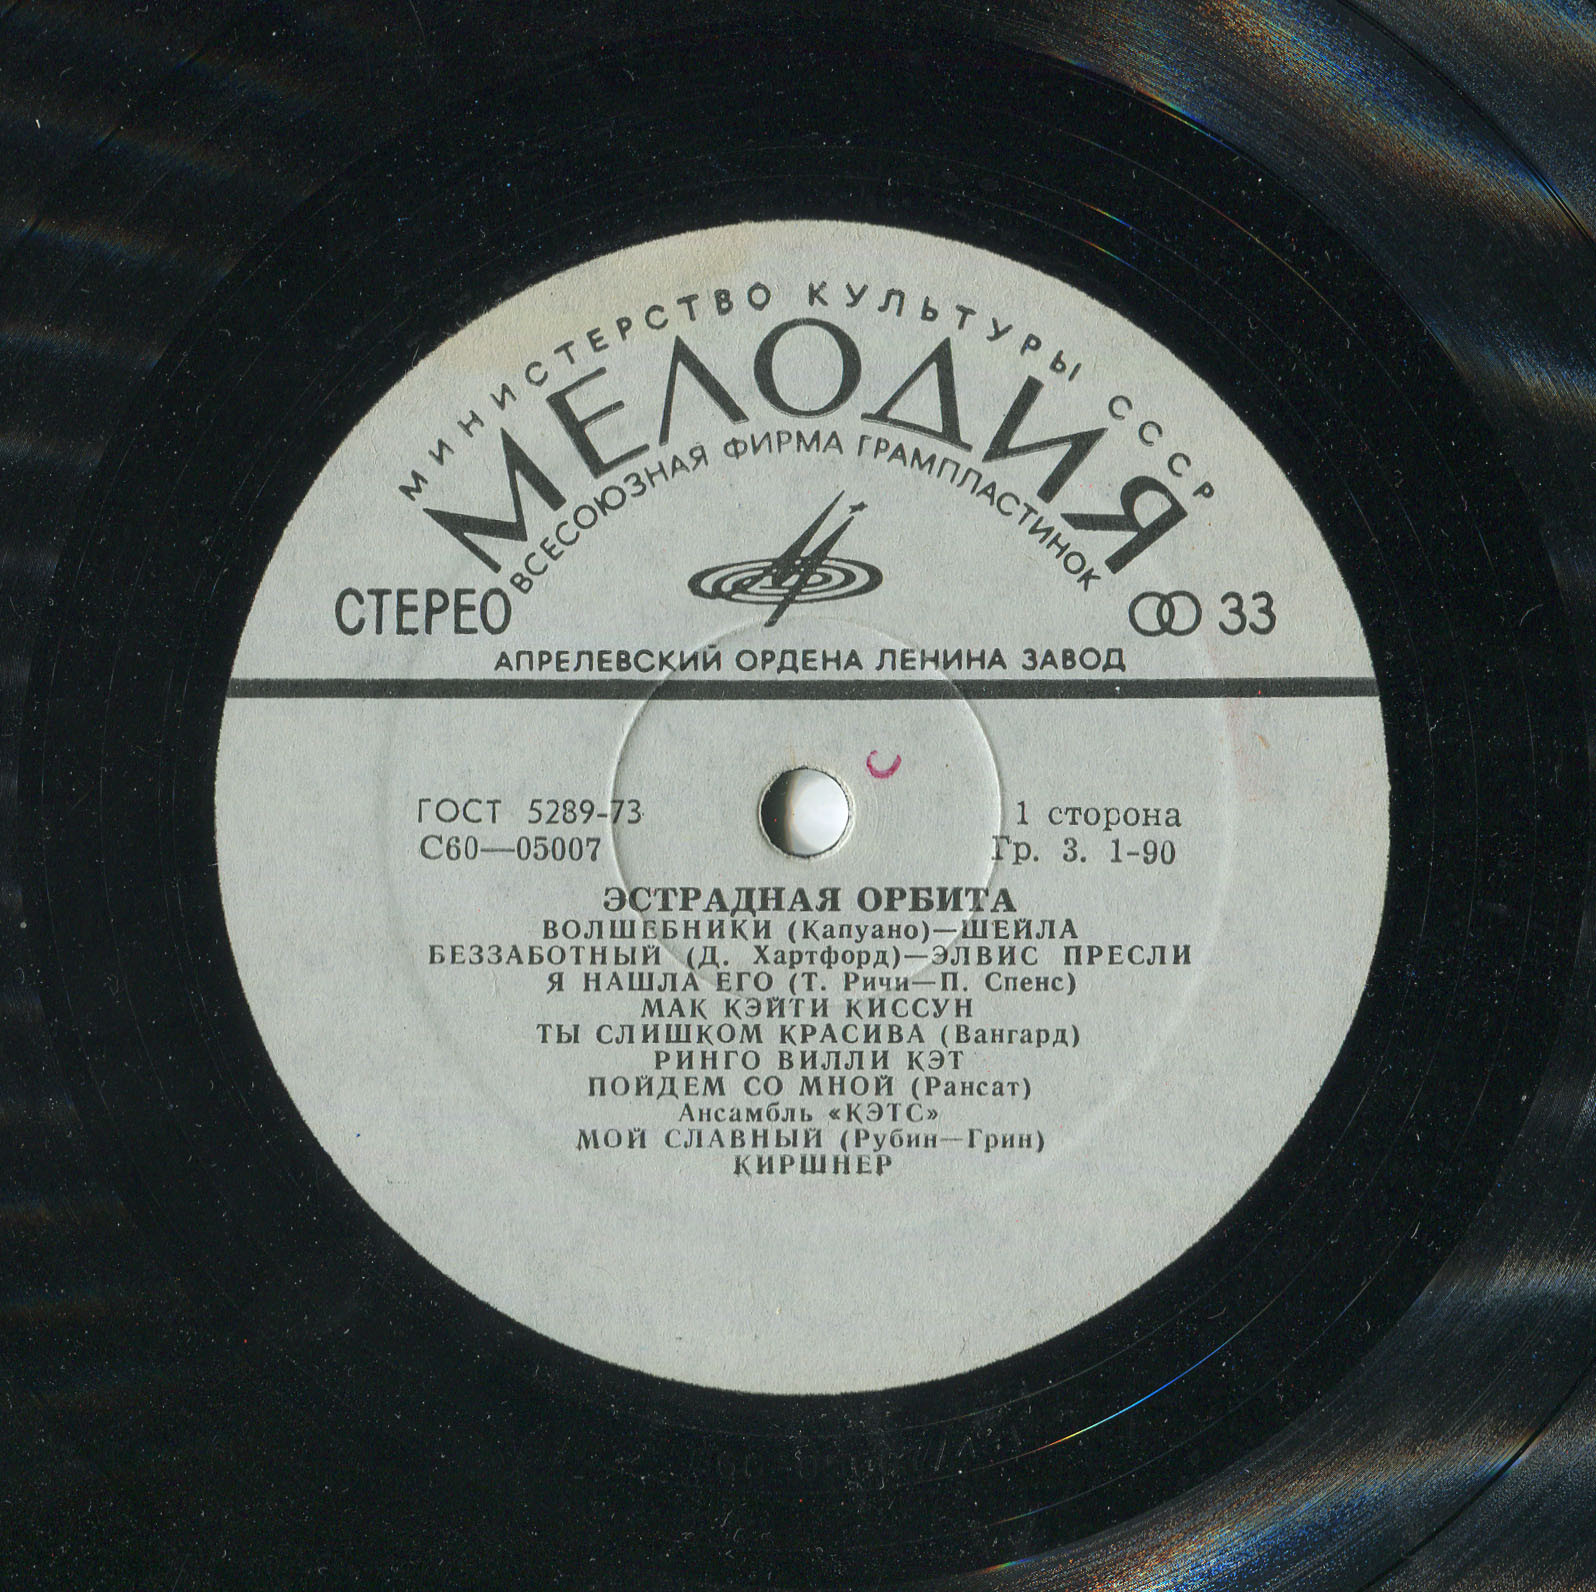 МИНИСТЕРСТВО КУЛЬТУРЫ СССР
МЕЛОДИЯ
ВСЕСОЮЗНАЯ ФИРМА ГРАМПЛАСТИНОК
СТЕРЕО
33
АПРЕЛЕВСКИЙ ОРДЕНА ЛЕНИНА ЗАВОД
ГОСТ 5289-73
1 сторона
С60—05007
Гр. 3. 1-90
ЭСТРАДНАЯ ОРБИТА
ВОЛШЕБНИКИ (Капуано)—ШЕЙЛА
БЕЗЗАБОТНЫЙ (Д. Хартфорд)—ЭЛВИС ПРЕСЛИ
Я НАШЛА ЕГО (Т. Ричи—П. Спенс)
МАК КЭЙТИ КИССУН
ТЫ СЛИШКОМ КРАСИВА (Вангард)
РИНГО ВИЛЛИ КЭТ
ПОЙДЕМ СО МНОЙ (Рансат)
Ансамбль «КЭТС»
МОЙ СЛАВНЫЙ (Рубин—Грин)
КИРШНЕР